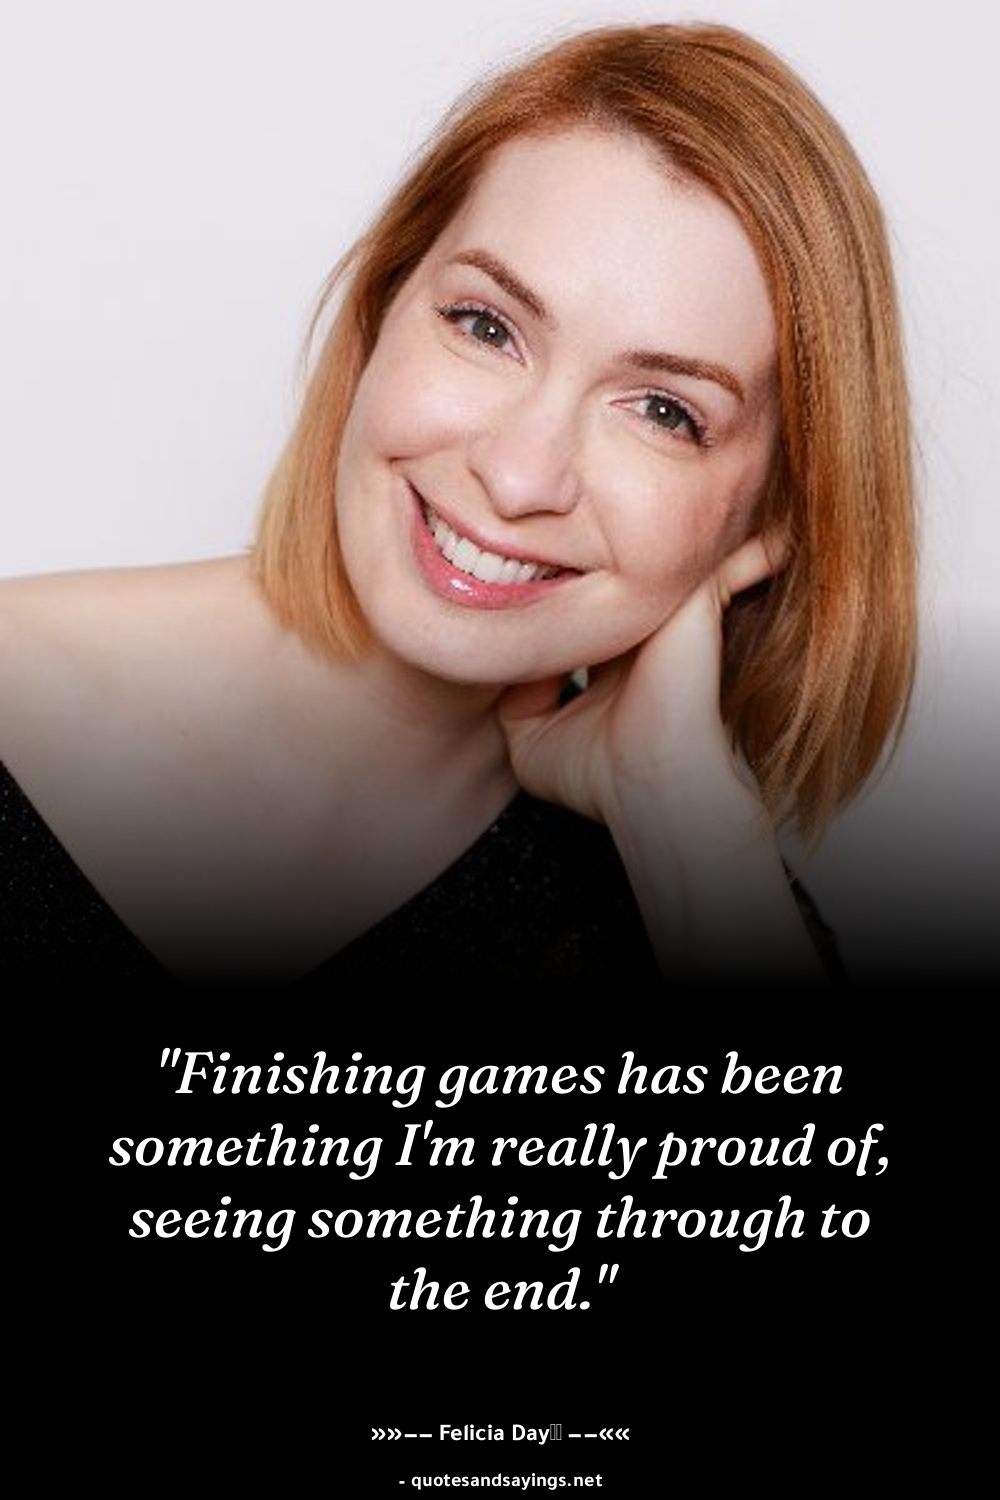 "Finishing games has been
something I'm really proud of,
seeing something through to
the end."
»»–– Felicia Day ––««
- quotesandsayings.net